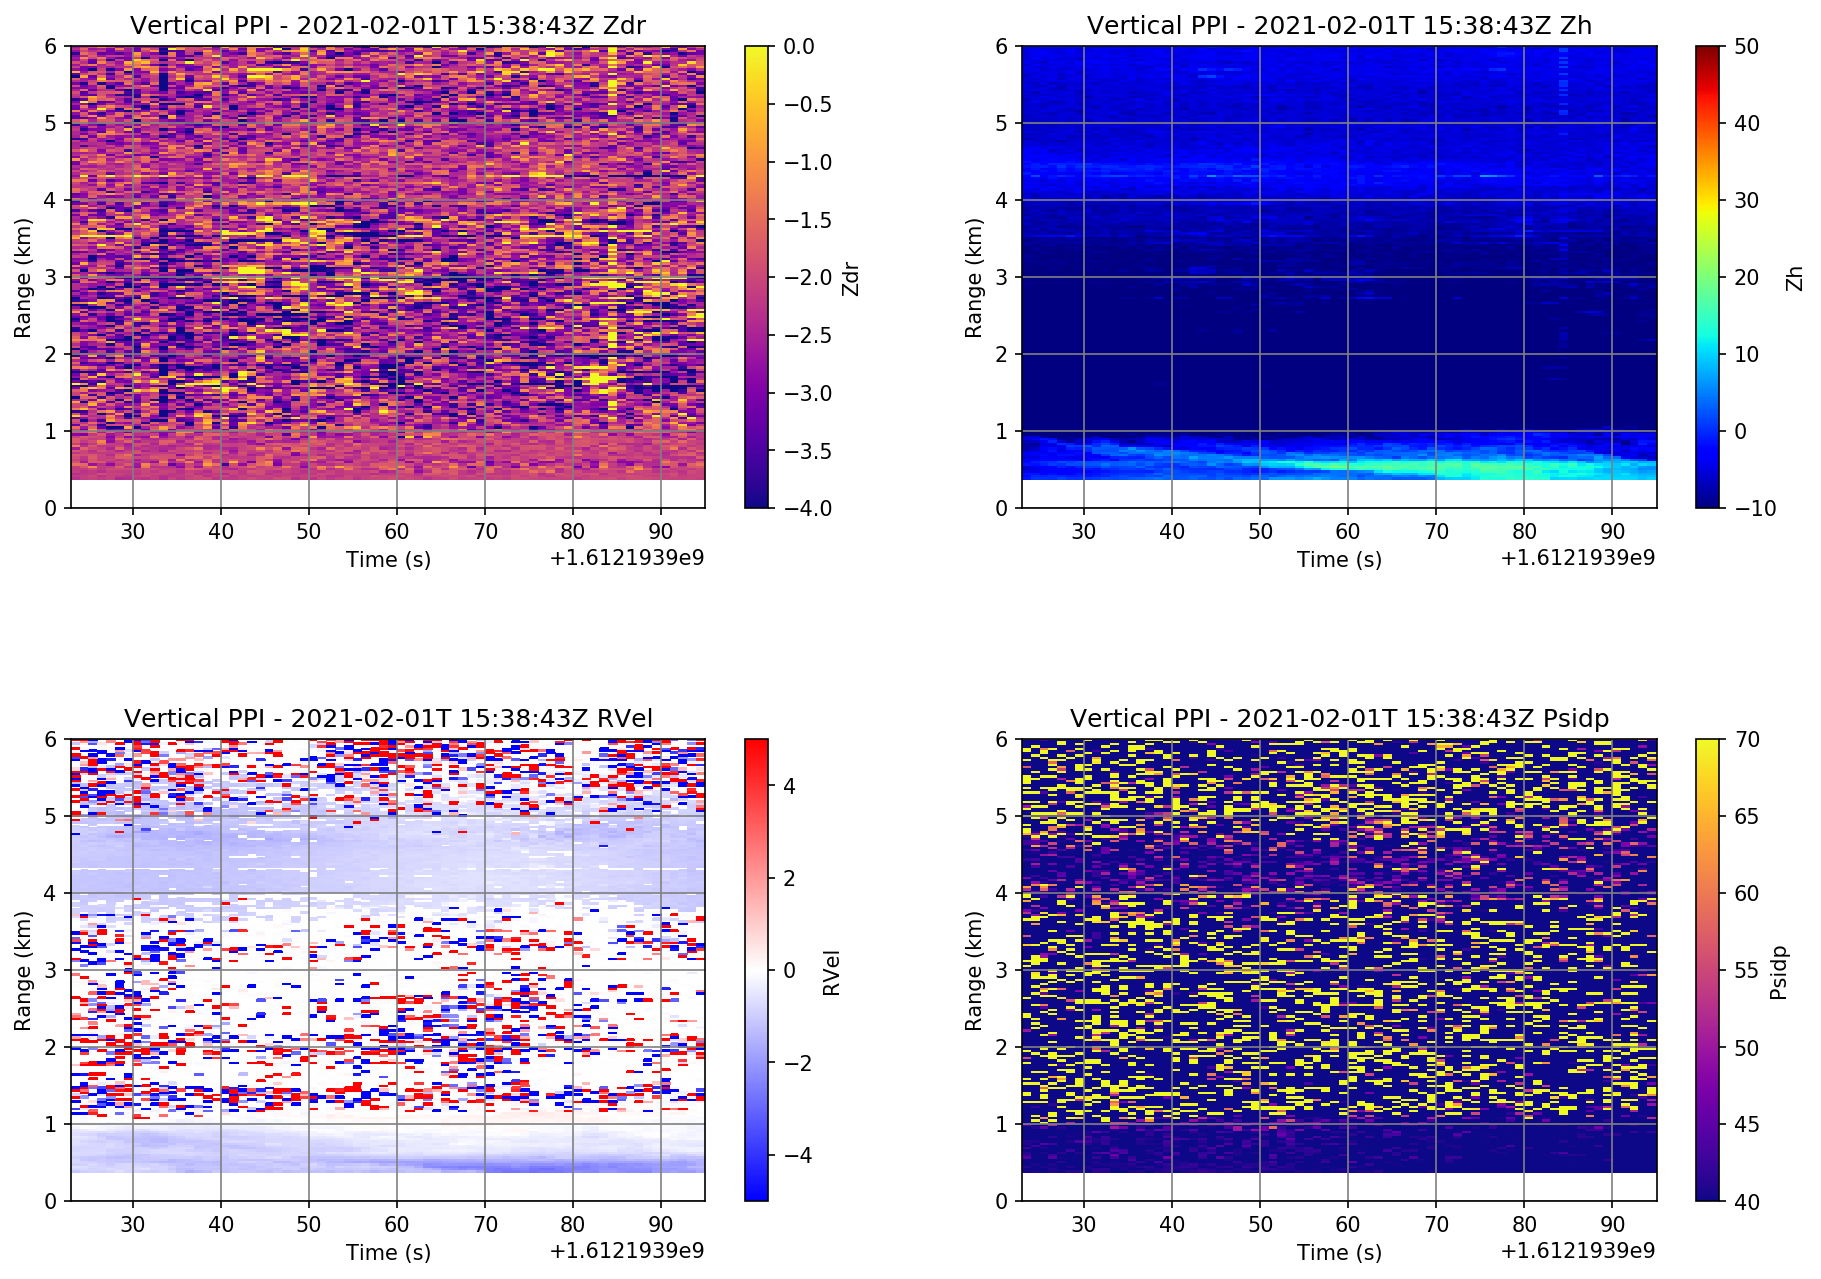 Vertical PPI - 2021-02-01T 15:38:43Z Zdr
6
5
4
3
2
1
0
Range (km)
30 40 50 60 70 80 90
Time (s)
+1.6121939e9
0.0
−0.5
−1.0
−1.5
−2.0
−2.5
−3.0
−3.5
−4.0
Zdr
Vertical PPI - 2021-02-01T 15:38:43Z Zh
6
5
4
3
2
1
0
Range (km)
30 40 50 60 70 80 90
Time (s)
+1.6121939e9
50
40
30
20
10
0
−10
Zh
Vertical PPI - 2021-02-01T 15:38:43Z RVel
6
5
4
3
2
1
0
Range (km)
30 40 50 60 70 80 90
Time (s)
+1.6121939e9
4
2
0
−2
−4
RVel
Vertical PPI - 2021-02-01T 15:38:43Z Psidp
6
5
4
3
2
1
0
Range (km)
30 40 50 60 70 80 90
Time (s)
+1.6121939e9
70
65
60
55
50
45
40
Psidp